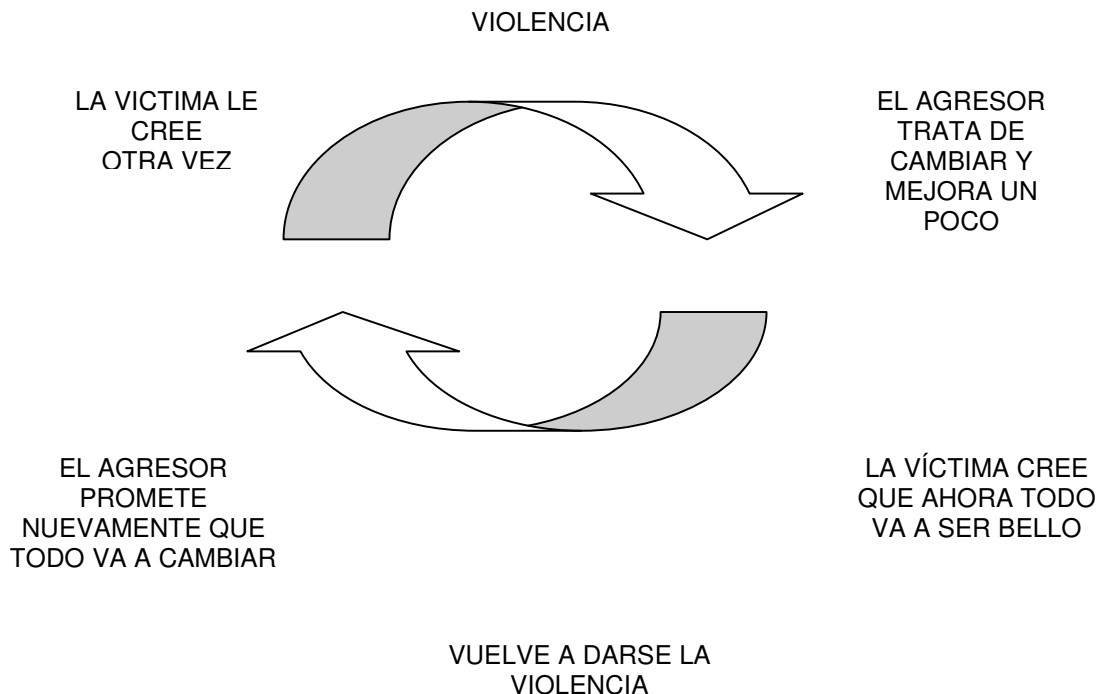 VIOLENCIA
LA VICTIMA LE
CREE
OTRA VEZ
EL AGRESOR
TRATA DE
CAMBIAR Y
MEJORA UN
POCO
EL AGRESOR
PROMETE
NUEVAMENTE QUE
TODO VA A CAMBIAR
LA VÍCTIMA CREE
QUE AHORA TODO
VA A SER BELLO
VUELVE A DARSE LA
VIOLENCIA